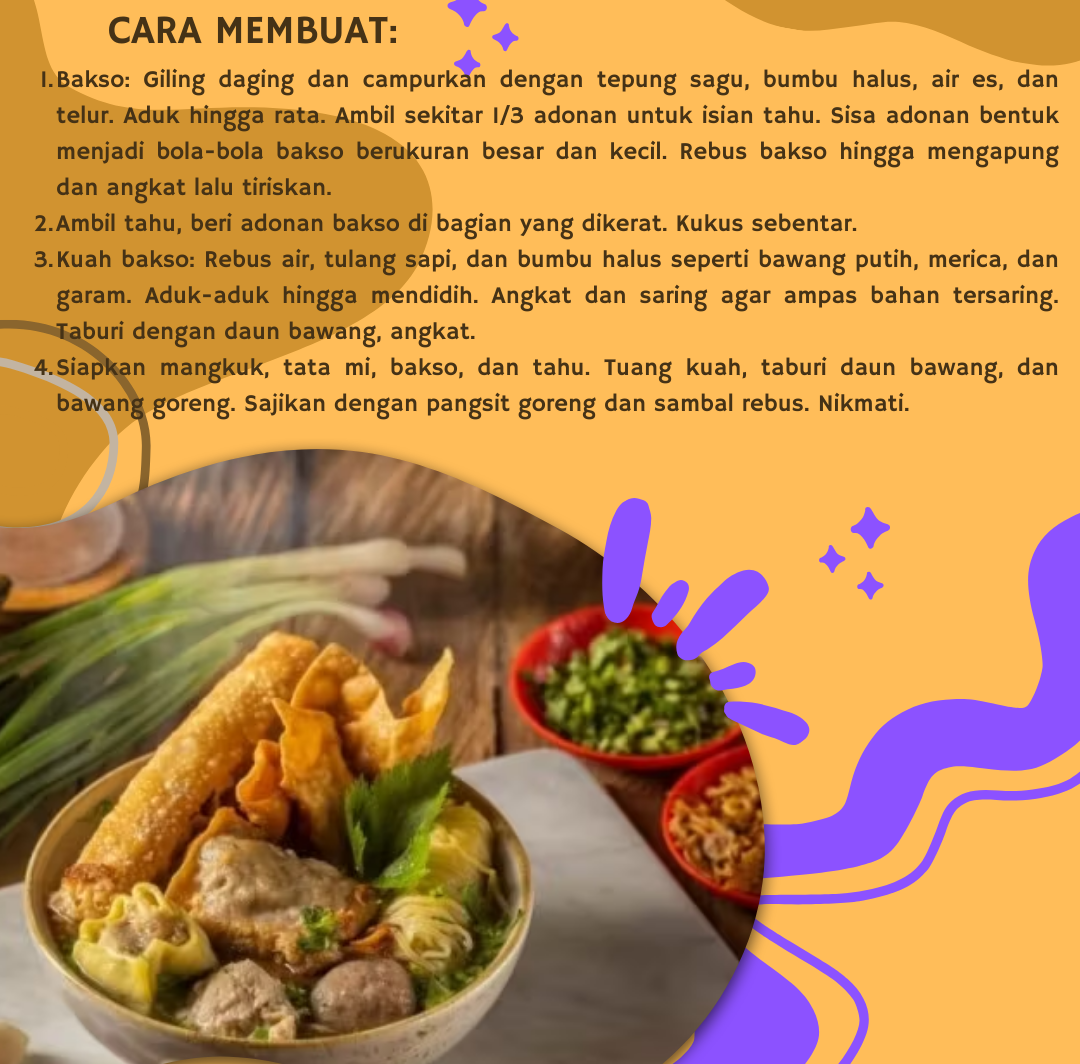 CARA MEMBUAT:
1. Bakso: Giling daging dan campurkan dengan tepung sagu, bumbu halus, air es, dan
telur. Aduk hingga rata. Ambil sekitar 1/3 adonan untuk isian tahu. Sisa adonan bentuk
menjadi bola-bola bakso berukuran besar dan kecil. Rebus bakso hingga mengapung
dan angkat lalu tiriskan.
2. Ambil tahu, beri adonan bakso di bagian yang dikerat. Kukus sebentar.
3. Kuah bakso: Rebus air, tulang sapi, dan bumbu halus seperti bawang putih, merica, dan
garam. Aduk-aduk hingga mendidih. Angkat dan saring agar ampas bahan tersaring.
Taburi dengan daun bawang, angkat.
4. Siapkan mangkuk, tata mi, bakso, dan tahu. Tuang kuah, taburi daun bawang, dan
bawang goreng. Sajikan dengan pangsit goreng dan sambal rebus. Nikmati.